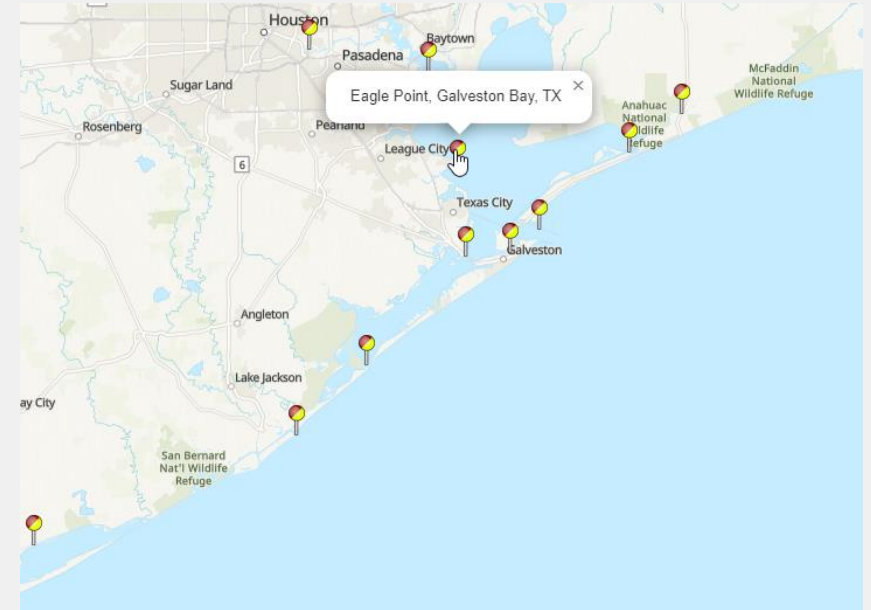 Houston
Baytown
Pasadena
McFaddin
National
Wildlife Refuge
Sugar Land
Eagle Point, Galveston Bay, TX
×
Anahuac
National
Wildlife
Refuge
Rosenberg
Pearland
League City
6
Texas City
Galveston
Angleton
Lake Jackson
ay City
San Bernard
Nat'l Wildlife
Refuge